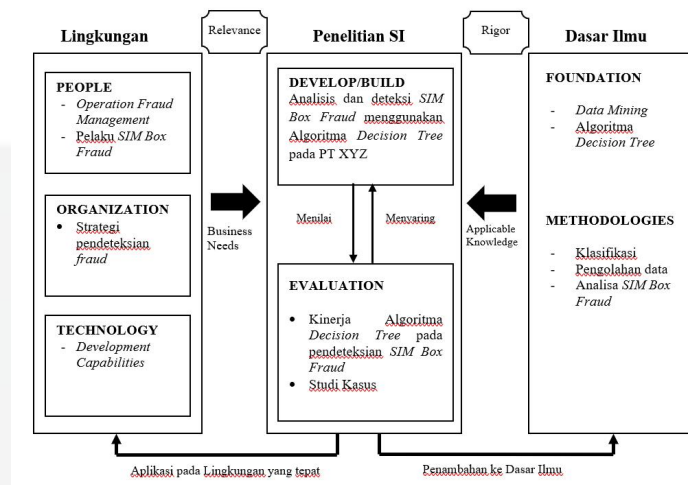 Lingkungan
Relevance
Penelitian SI
Rigor
Dasar Ilmu
PEOPLE
- Operation Fraud
Management
- Pelaku SIM Box
Fraud
ORGANIZATION
• Strategi
pendeteksian
fraud
TECHNOLOGY
- Development
Capabilities
Business
Needs
DEVELOP/BUILD
Analisis dan deteksi SIM
Box Fraud menggunakan
Algoritma Decision Tree
pada PT XYZ
Menilai
Menyaring
EVALUATION
• Kinerja Algoritma
Decision Tree pada
pendeteksian SIM Box
Fraud
• Studi Kasus
Applicable
Knowledge
FOUNDATION
- Data Mining
- Algoritma
Decision Tree
METHODOLOGIES
- Klasifikasi
- Pengolahan data
- Analisa SIM Box
Fraud
Aplikasi pada Lingkungan yang tepat
Penambahan ke Dasar Ilmu